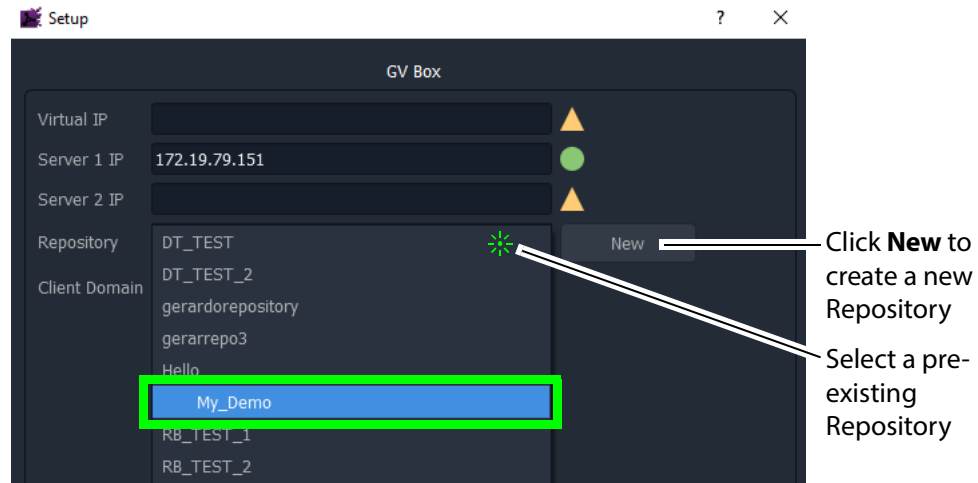 Setup
?
GV Box
Virtual IP
Server 1 IP 172.19.79.151
Server 2 IP
Repository DT_TEST New
DT_TEST_2
Client Domain
gerardorepository
gerarrepo3
Hello
My_Demo
RB_TEST_1
RB_TEST_2
Click New to
create a new
Repository
Select a pre-
existing
Repository